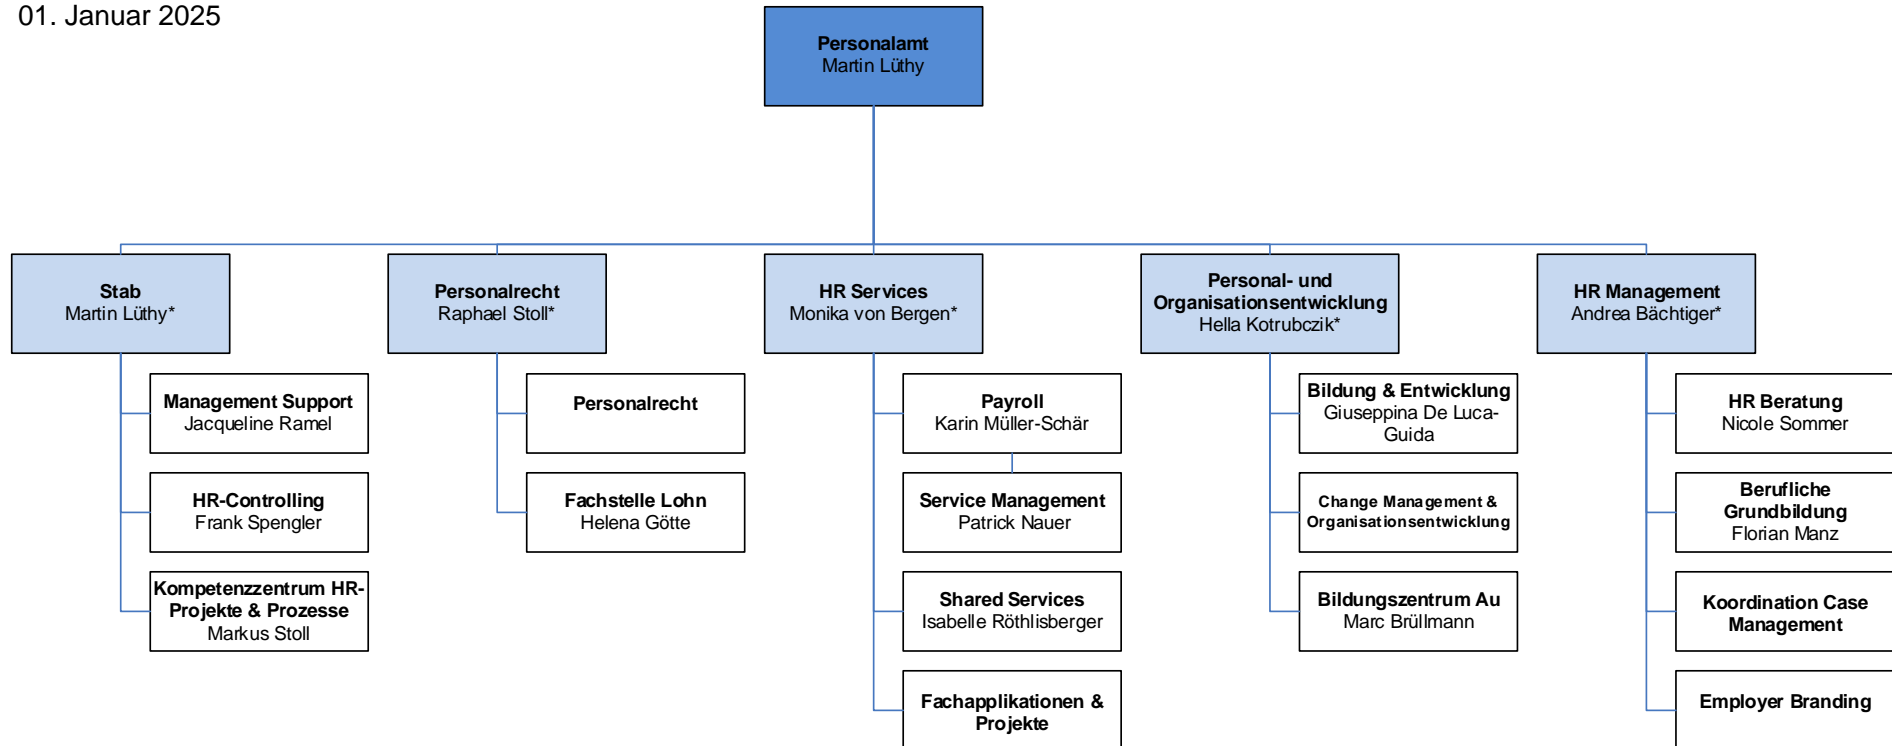 01. Januar 2025
Personalamt
Martin Lüthy
Stab
Martin Lüthy*
Management Support
Jacqueline Ramel
HR-Controlling
Frank Spengler
Kompetenzzentrum HR-
Projekte & Prozesse
Markus Stoll
Personalrecht
Raphael Stoll*
Personalrecht
Fachstelle Lohn
Helena Götte
HR Services
Monika von Bergen*
Payroll
Karin Müller-Schär
Service Management
Patrick Nauer
Shared Services
Isabelle Röthlisberger
Fachapplikationen &
Projekte
Personal- und
Organisationsentwicklung
Hella Kotrubczik*
Bildung & Entwicklung
Giuseppina De Luca-
Guida
Change Management &
Organisationsentwicklung
Bildungszentrum Au
Marc Brüllmann
HR Management
Andrea Bächtiger*
HR Beratung
Nicole Sommer
Berufliche
Grundbildung
Florian Manz
Koordination Case
Management
Employer Branding